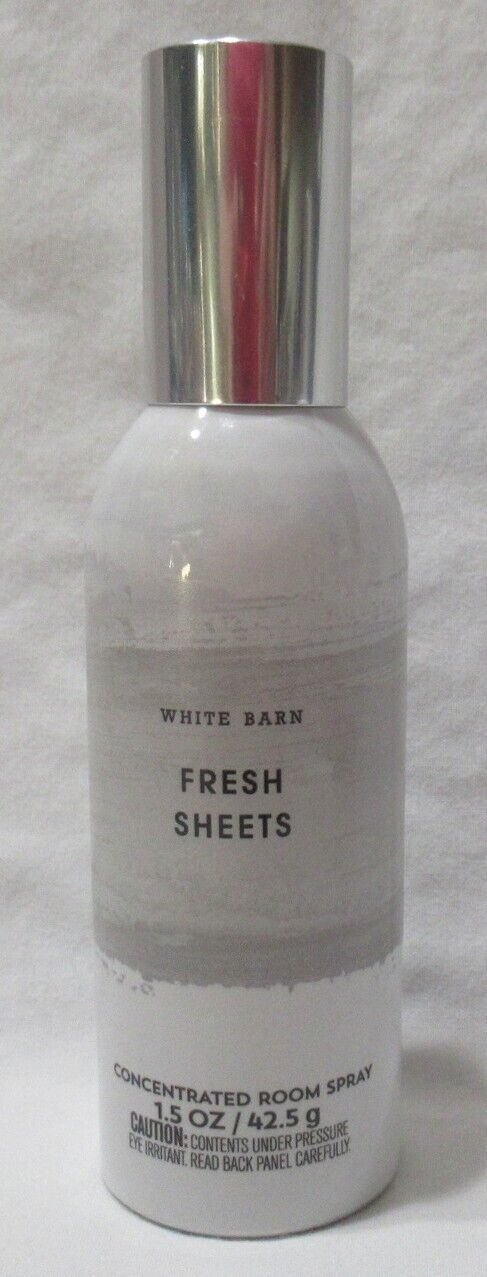 WHITE BARN
FRESH
SHEETS
CONCENTRATED ROOM SPRAY
1.5 OZ / 42.5 g
CAUTION: CONTENTS UNDER PRESSURE
EYE IRRITANT. READ BACK PANEL CAREFULLY.